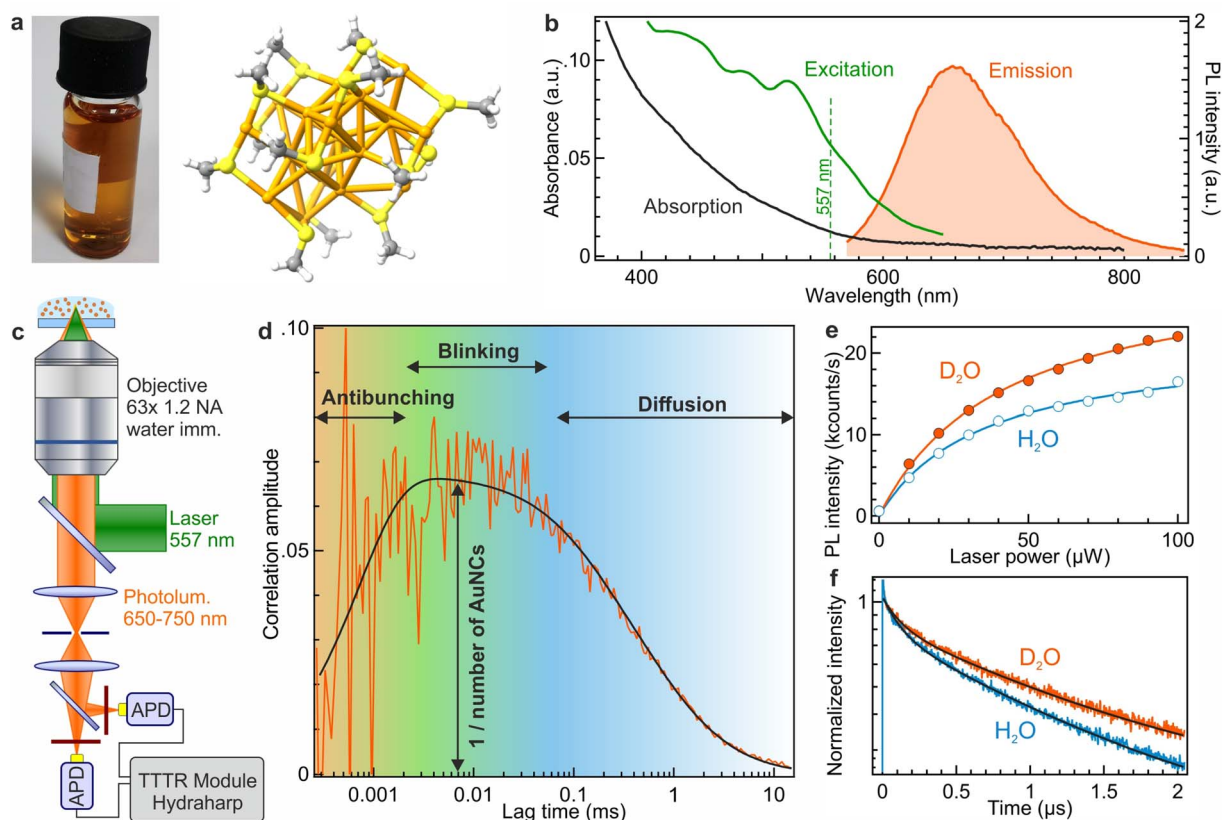 a
b
Absorbance (a.u.)
.10
.05
0
Absorption
Excitation
557 nm
Emission
PL intensity (a.u.)
2
1
0
400
600
800
Wavelength (nm)
c
Objective
63x 1.2 NA
water imm.
Laser
557 nm
Photolum.
650-750 nm
APD
APD
TTTR Module
Hydraharp
d
Correlation amplitude
.10
.05
0
Antibunching
Blinking
Diffusion
1 / number of AuNCs
0.001
0.01
0.1
1
10
Lag time (ms)
e
PL intensity (kcounts/s)
20
10
0
D2O
H2O
0
50
100
Laser power (µW)
f
Normalized intensity
1
D2O
H2O
0
0.5
1
1.5
2
Time (µs)